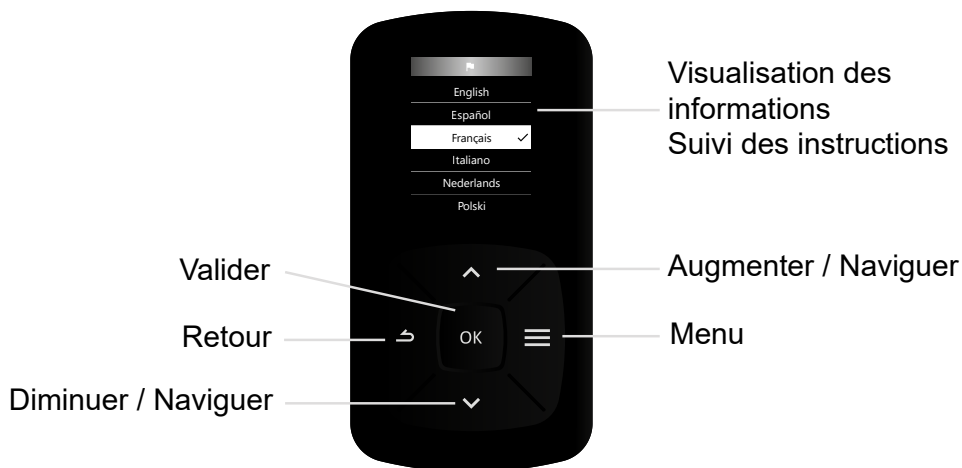 English
Español
Français
Italiano
Nederlands
Polski
Visualisation des
informations
Suivi des instructions
Valider
Augmenter / Naviguer
Retour
OK
Menu
Diminuer / Naviguer